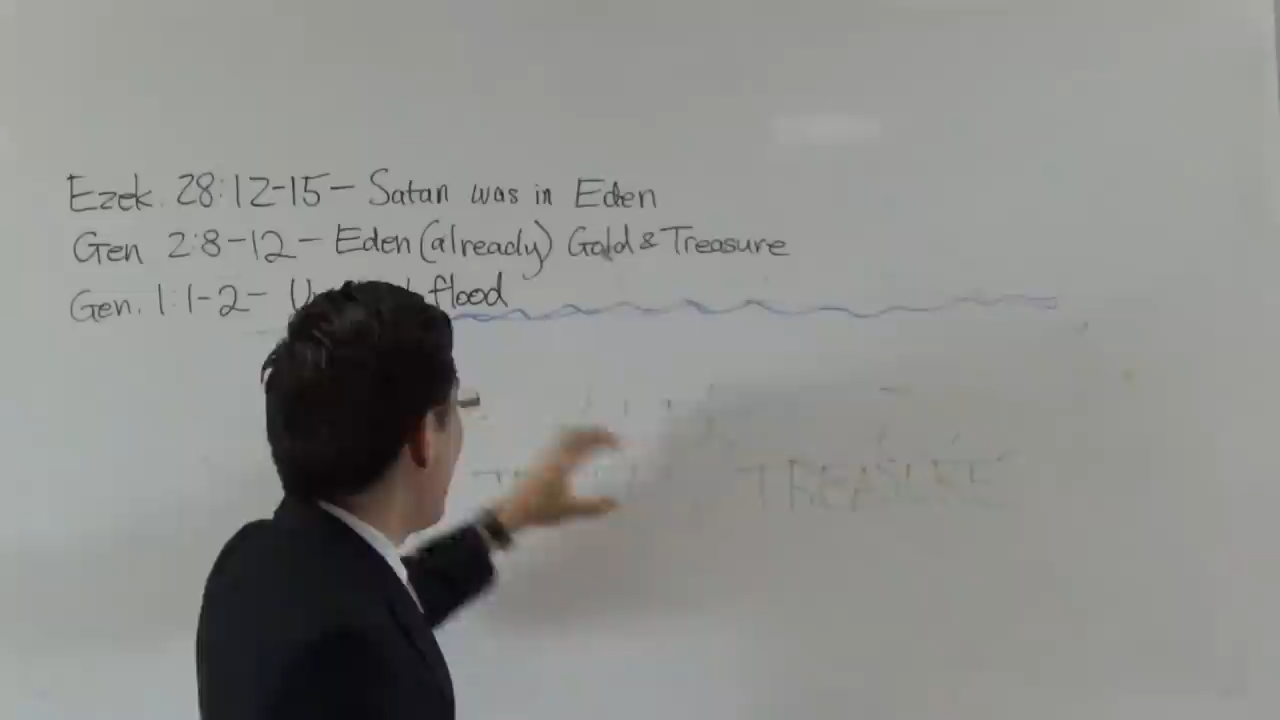 Ezek. 28:12-15 - Satan was in Eden
Gen 2:8-12 - Eden (already) Gold & Treasure
Gen. 1:1-2 - flood
TREASURE